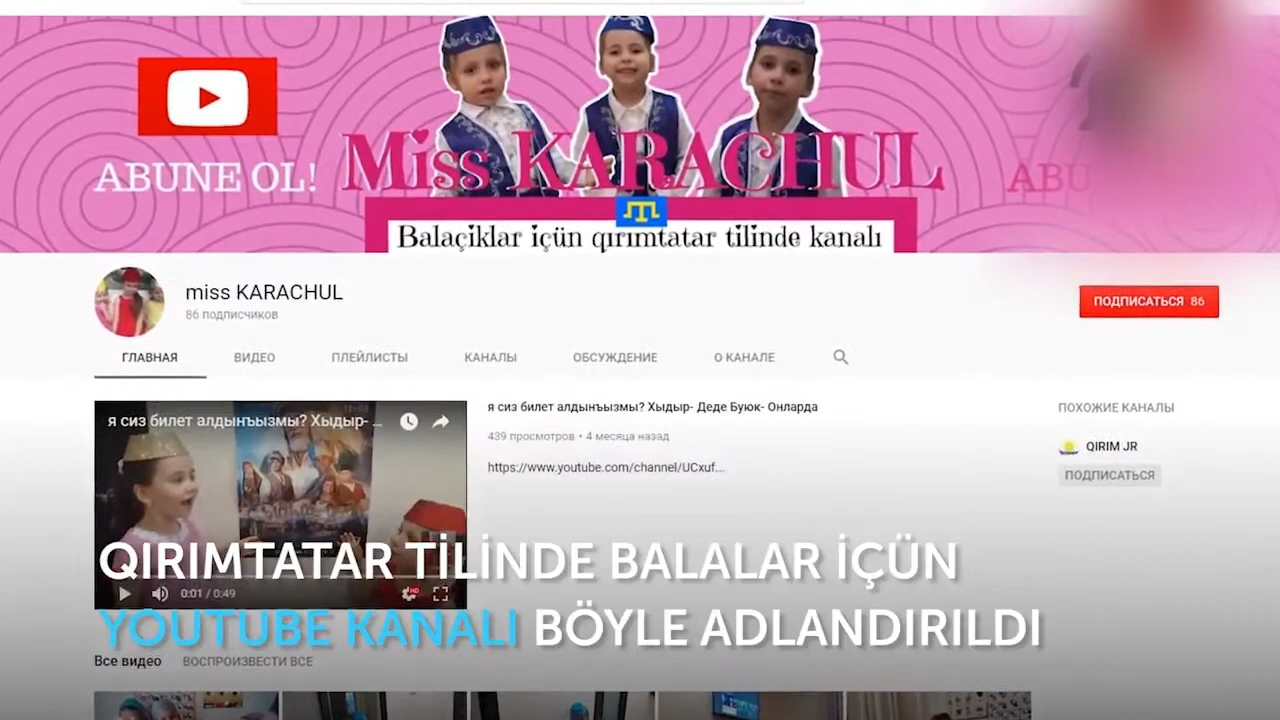 ABUNE OL!
Miss KARACHUL
ABU
Balaçiklar içün qırımtatar tilinde kanalı
miss KARACHUL
86 подписчиков
ПОДПИСАТЬСЯ 86
ГЛАВНАЯ
ВИДЕО
ПЛЕЙЛИСТЫ
КАНАЛЫ
ОБСУЖДЕНИЕ
О КАНАЛЕ
я сиз билет алдынъызмы? Хыдыр- ...
0:01 / 0:49
HD
я сиз билет алдынъызмы? Хыдыр- Деде Буюк- Онларда
439 просмотров • 4 месяца назад
https://www.youtube.com/channel/UCxuf...
ПОХОЖИЕ КАНАЛЫ
QIRIM JR
ПОДПИСАТЬСЯ
QIRIMTATAR TİLİNDE BALALAR İÇÜN
YOUTUBE KANALI BÖYLE ADLANDIRILDI
Все видео
ВОСПРОИЗВЕСТИ ВСЕ